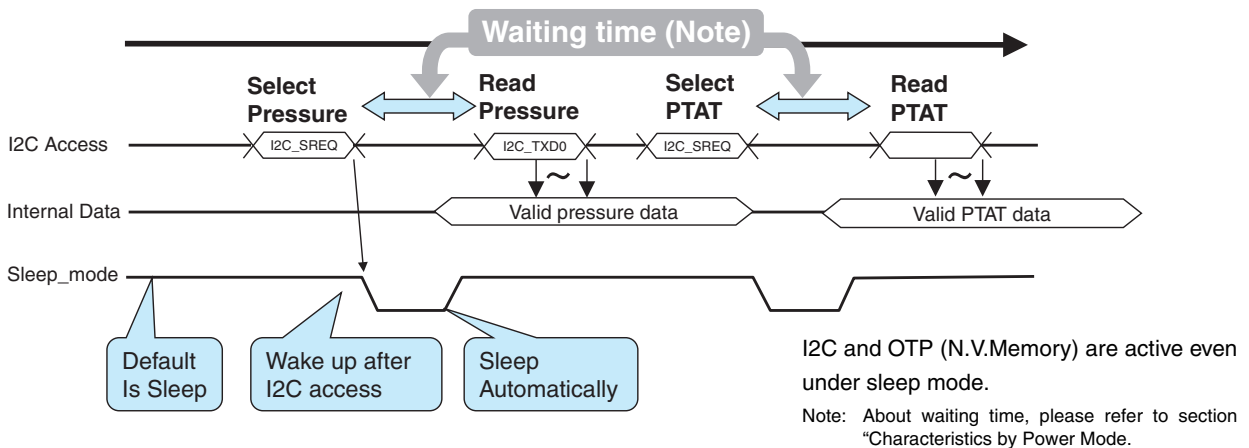 Waiting time (Note)
Select
Pressure
Read
Pressure
Select
PTAT
Read
PTAT
I2C Access
I2C_SREQ
I2C_TXD0
I2C_SREQ
~
~
Internal Data
Valid pressure data
Valid PTAT data
Sleep_mode
Default
Is Sleep
Wake up after
I2C access
Sleep
Automatically
I2C and OTP (N.V.Memory) are active even
under sleep mode.
Note: About waiting time, please refer to section
“Characteristics by Power Mode.